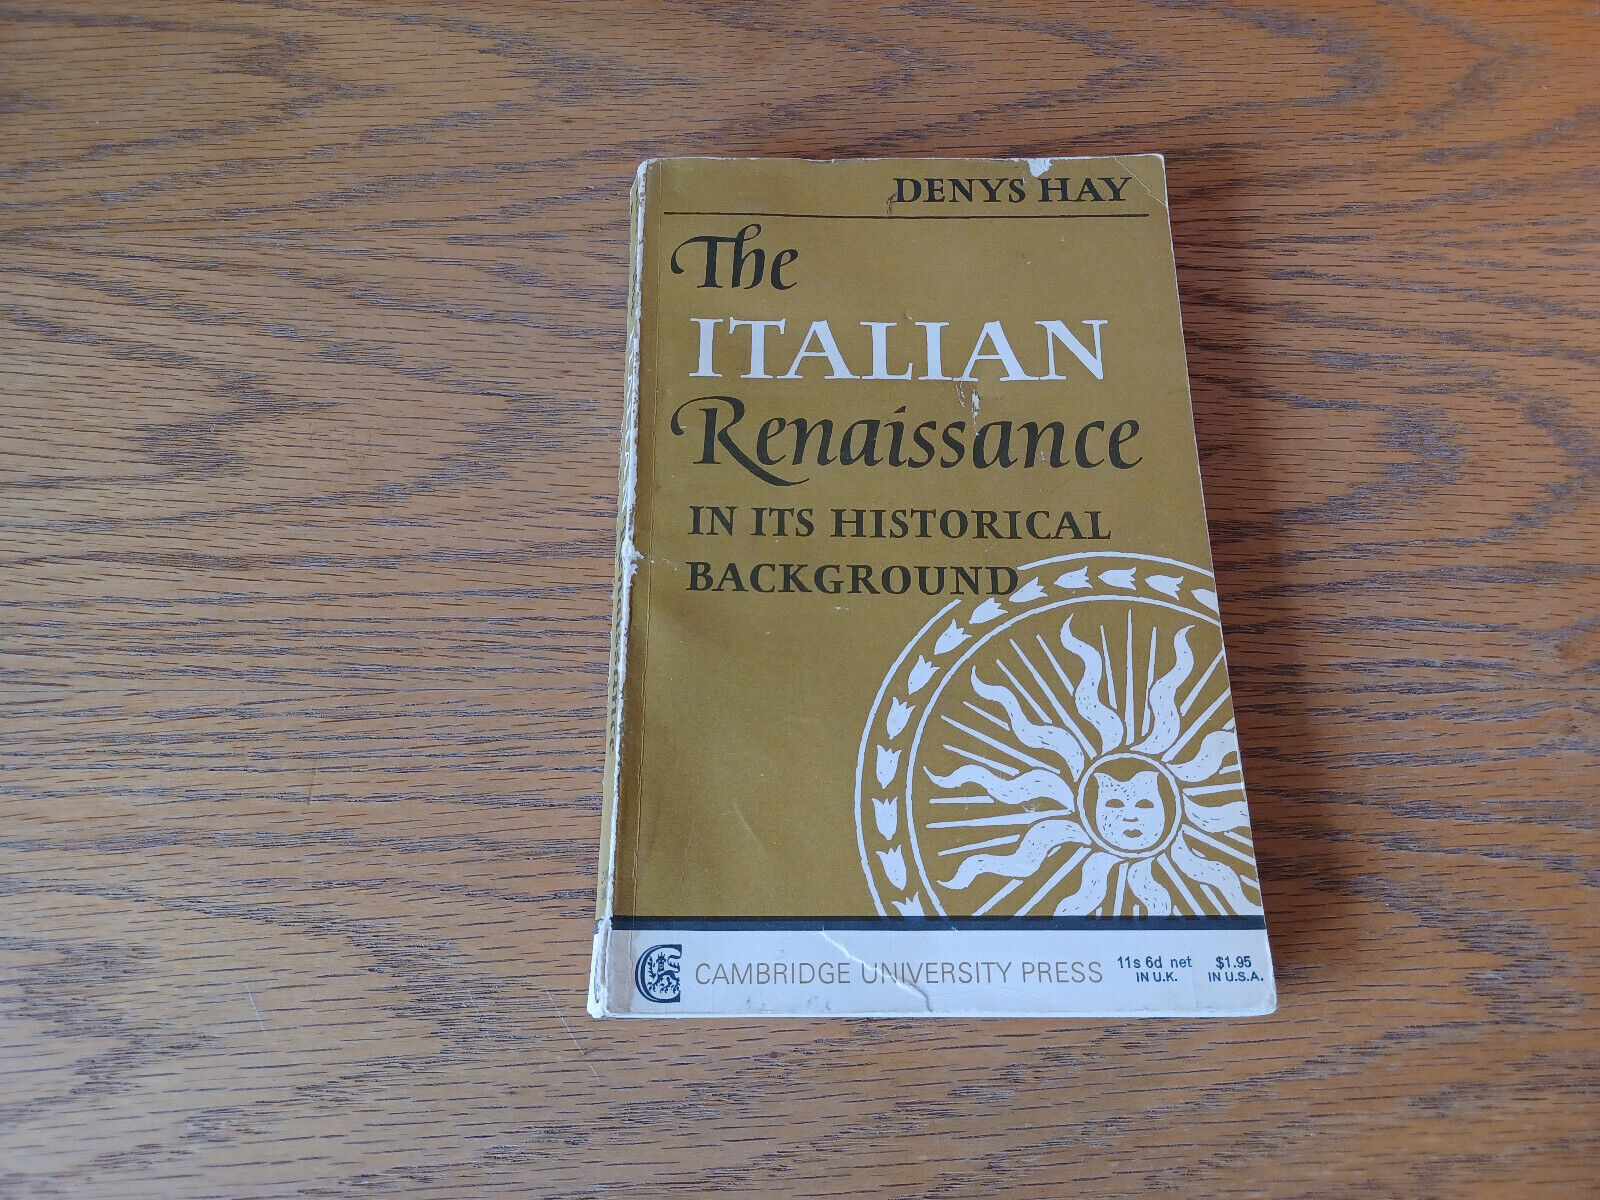 DENYS HAY
The
ITALIAN
Renaissance
IN ITS HISTORICAL
BACKGROUND
CAMBRIDGE UNIVERSITY PRESS
11s 6d net
IN U.K.
$1.95
IN U.S.A.